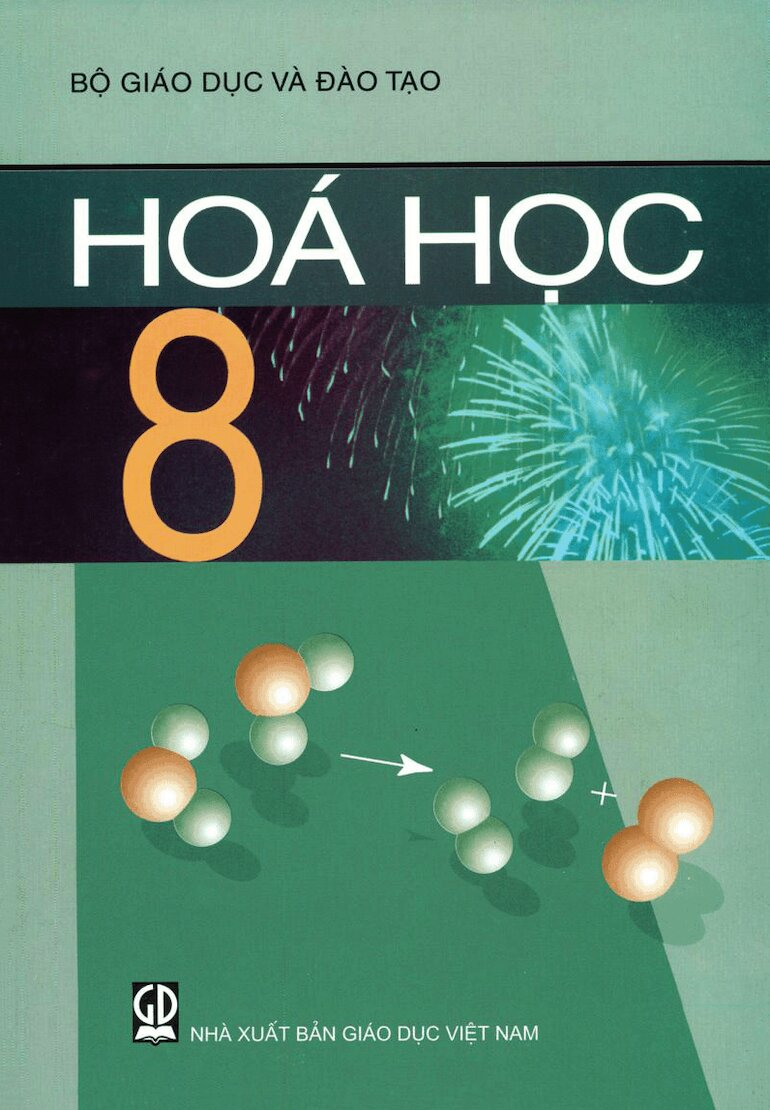 BỘ GIÁO DỤC VÀ ĐÀO TẠO
HOÁ HỌC
8
+
GD
NHÀ XUẤT BẢN GIÁO DỤC VIỆT NAM